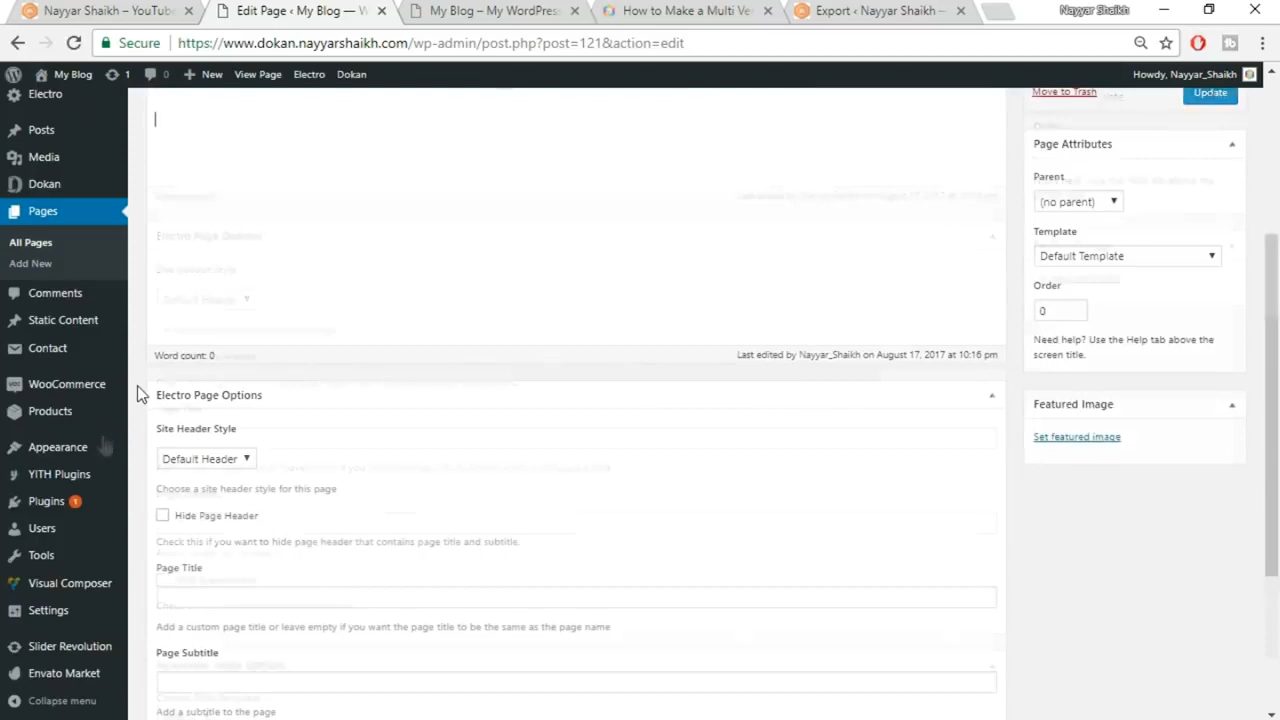 Nayyar Shaikh – YouTub
Edit Page ‹ My Blog — W
My Blog – My WordPress
How to Make a Multi Ve
Export ‹ Nayyar Shaikh —
Nayyar Shaikh
Secure
https://www.dokan.nayyarshaikh.com/wp-admin/post.php?post=121&action=edit
My Blog 1 0 New View Page Electro Dokan
Howdy, Nayyar_Shaikh
Electro
Posts
Media
Dokan
Pages
All Pages
Add New
Comments
Static Content
Contact
WooCommerce
Products
Appearance
YITH Plugins
Plugins 1
Users
Tools
Visual Composer
Settings
Slider Revolution
Envato Market
Collapse menu
Word count: 0
Last edited by Nayyar_Shaikh on August 17, 2017 at 10:16 pm
Electro Page Options
Site Header Style
Default Header
Choose a site header style for this page
Hide Page Header
Check this if you want to hide page header that contains page title and subtitle.
Page Title
Add a custom page title or leave empty if you want the page title to be the same as the page name
Page Subtitle
Add a subtitle to the page
Move to Trash
Update
Page Attributes
Parent
(no parent)
Template
Default Template
Order
0
Need help? Use the Help tab above the
screen title.
Featured Image
Set featured image